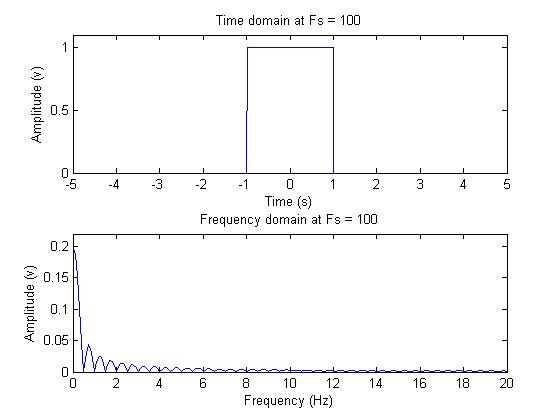 Time domain at Fs = 100
Amplitude (v)
1
0.5
0
-5 -4 -3 -2 -1 0 1 2 3 4 5
Time (s)
Frequency domain at Fs = 100
Amplitude (v)
0.2
0.15
0.1
0.05
0
0 2 4 6 8 10 12 14 16 18 20
Frequency (Hz)